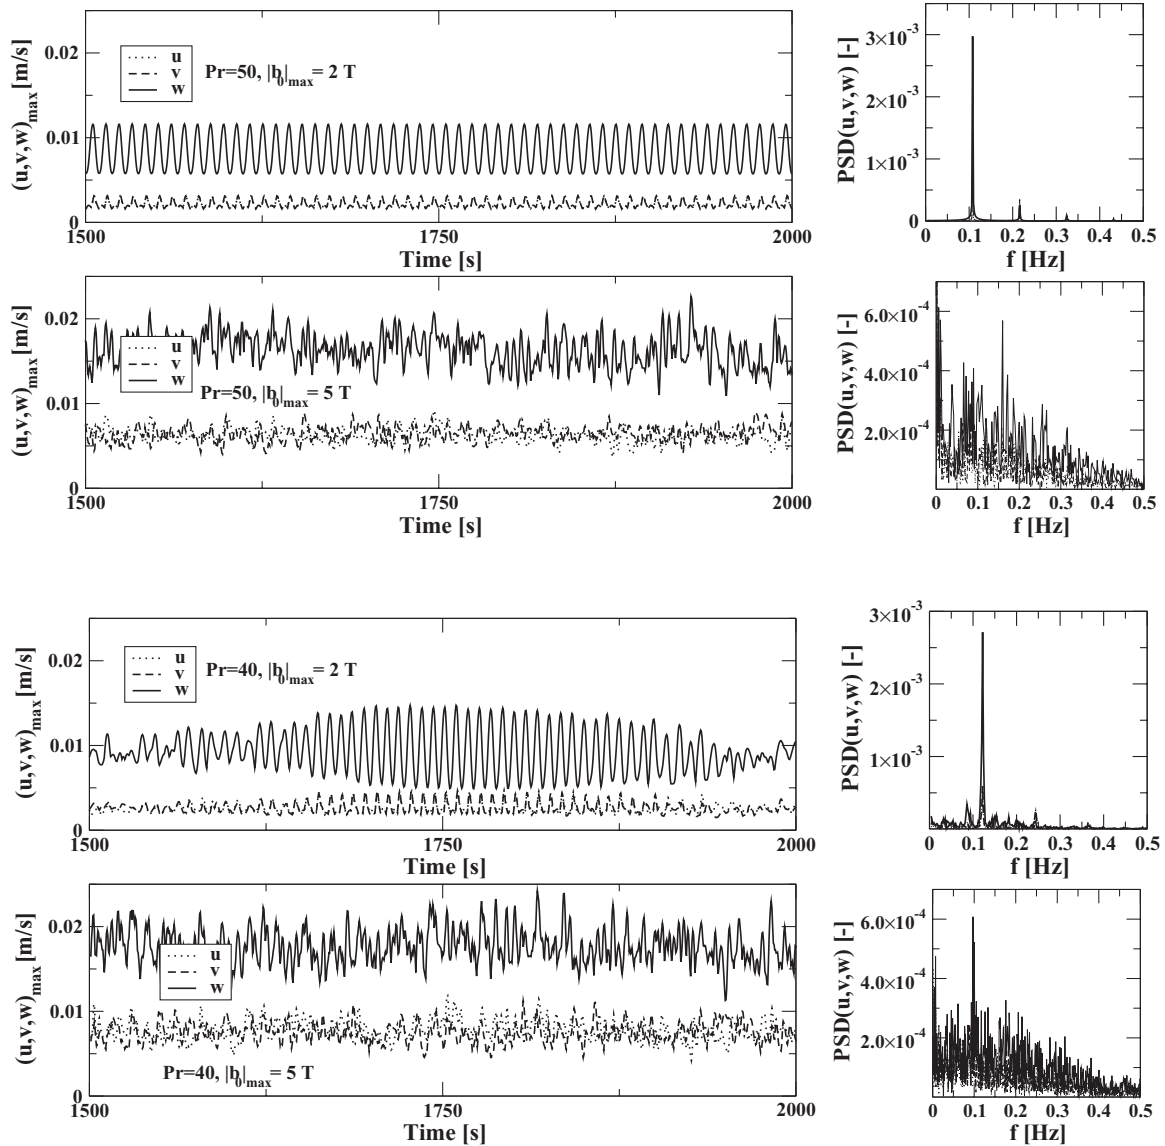 (u,v,w)max [m/s]
0.02
0.01
0
u
v
w
Pr=50, |b0|max= 2 T
1500
1750
2000
Time [s]
PSD(u,v,w) [-]
3×10-3
2×10-3
1×10-3
0
0 0.1 0.2 0.3 0.4 0.5
f [Hz]
(u,v,w)max [m/s]
0.02
0.01
0
u
v
w
Pr=50, |b0|max= 5 T
1500
1750
2000
Time [s]
PSD(u,v,w) [-]
6.0×10-4
4.0×10-4
2.0×10-4
0 0.1 0.2 0.3 0.4 0.5
f [Hz]
(u,v,w)max [m/s]
0.02
0.01
0
u
v
w
Pr=40, |b0|max= 2 T
1500
1750
2000
Time [s]
PSD(u,v,w) [-]
3×10-3
2×10-3
1×10-3
0 0.1 0.2 0.3 0.4 0.5
f [Hz]
(u,v,w)max [m/s]
0.02
0.01
0
u
v
w
Pr=40, |b0|max= 5 T
1500
1750
2000
Time [s]
PSD(u,v,w) [-]
6.0×10-4
4.0×10-4
2.0×10-4
0 0.1 0.2 0.3 0.4 0.5
f [Hz]